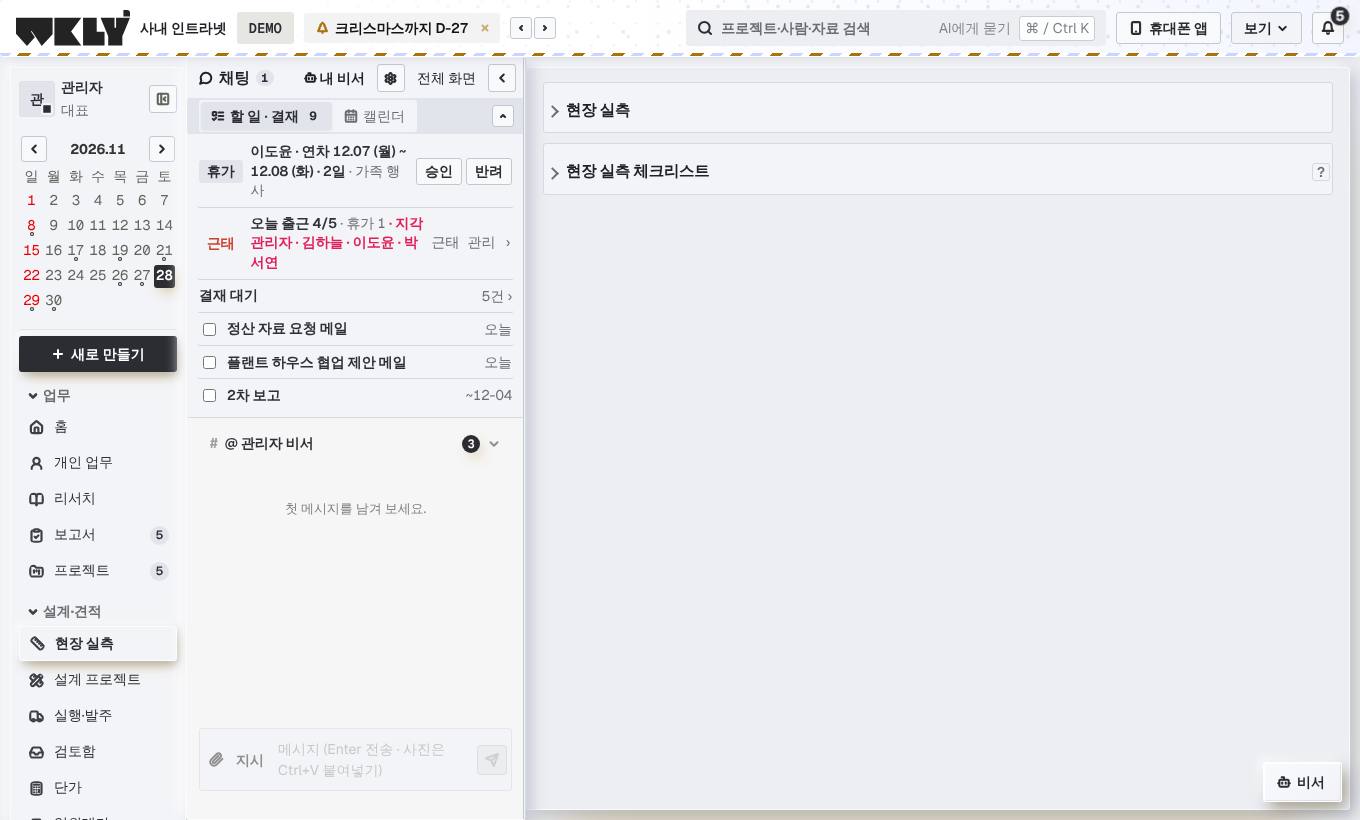 WKLY 사내 인트라넷 DEMO 크리스마스까지 D-27 × ‹ › 프로젝트·사람·자료 검색 AI에게 묻기 ⌘ / Ctrl K 휴대폰 앱 보기 5
관 관리자
대표
2026.11
일 월 화 수 목 금 토
1 2 3 4 5 6 7
8 9 10 11 12 13 14
15 16 17 18 19 20 21
22 23 24 25 26 27 28
29 30
+ 새로 만들기
업무
홈
개인 업무
리서치
보고서 5
프로젝트 5
설계·견적
현장 실측
설계 프로젝트
실행·발주
검토함
단가
채팅 1 내 비서 전체 화면
할 일 · 결재 9 캘린더
휴가 이도윤 · 연차 12.07 (월) ~
12.08 (화) · 2일 · 가족 행
사
승인 반려
근태 오늘 출근 4/5 · 휴가 1 · 지각
관리자 · 김하늘 · 이도윤 · 박
서연
근태 관리 ›
결재 대기 5건 ›
정산 자료 요청 메일 오늘
플랜트 하우스 협업 제안 메일 오늘
2차 보고 ~12-04
# @ 관리자 비서 3
첫 메시지를 남겨 보세요.
지시 메시지 (Enter 전송 · 사진은
Ctrl+V 붙여넣기)
현장 실측
현장 실측 체크리스트 ?
비서